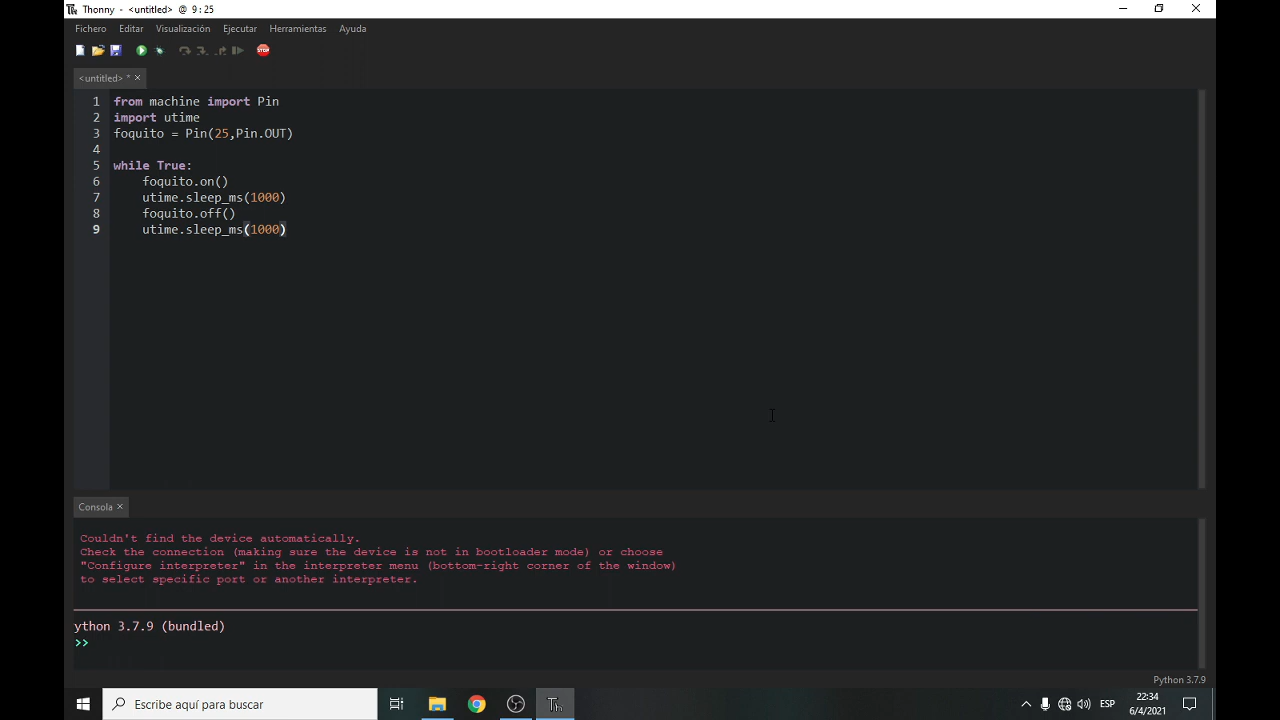 Thonny - <untitled> @ 9:25
Fichero Editar Visualización Ejecutar Herramientas Ayuda
STOP
<untitled> *
1 from machine import Pin
2 import utime
3 foquito = Pin(25,Pin.OUT)
4
5 while True:
6 foquito.on()
7 utime.sleep_ms(1000)
8 foquito.off()
9 utime.sleep_ms(1000)
Consola
Couldn't find the device automatically.
Check the connection (making sure the device is not in bootloader mode) or choose
"Configure interpreter" in the interpreter menu (bottom-right corner of the window)
to select specific port or another interpreter.
ython 3.7.9 (bundled)
>>
Python 3.7.9
Escribe aquí para buscar
Th
ESP
22:34
6/4/2021